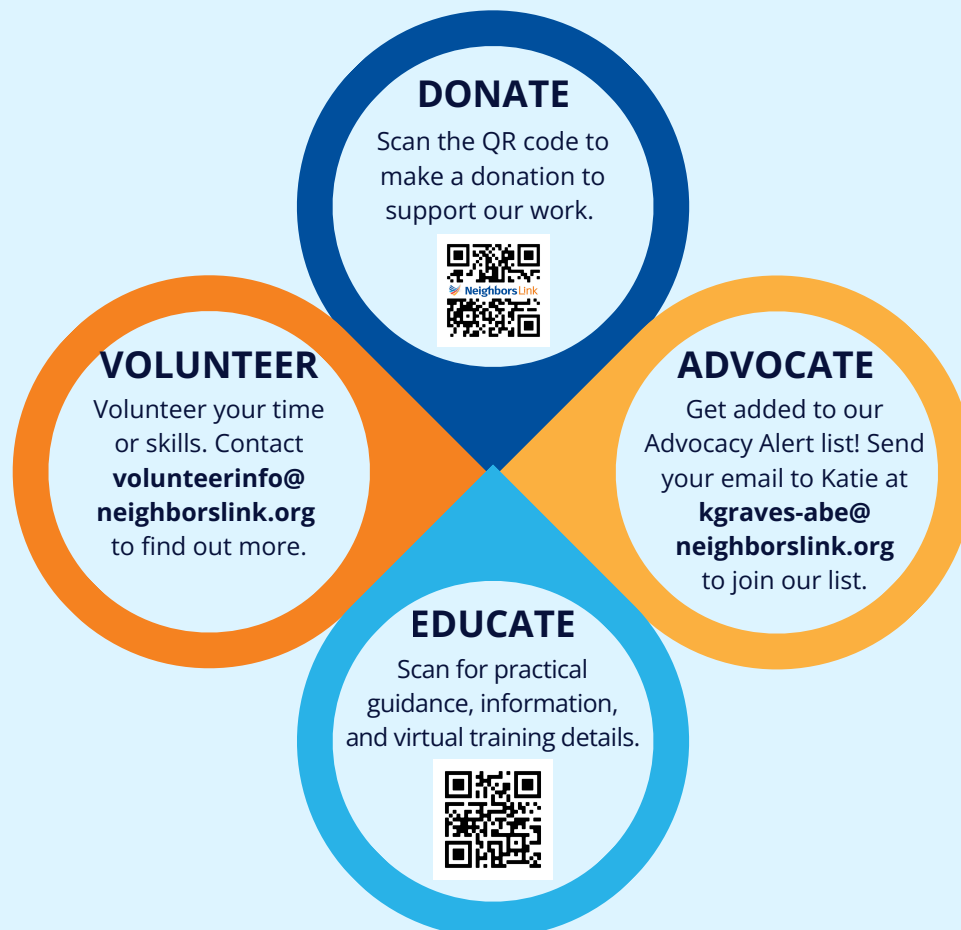 DONATE
Scan the QR code to
make a donation to
support our work.
NeighborsLink
VOLUNTEER
Volunteer your time
or skills. Contact
volunteerinfo@
neighborslink.org
to find out more.
ADVOCATE
Get added to our
Advocacy Alert list! Send
your email to Katie at
kgraves-abe@
neighborslink.org
to join our list.
EDUCATE
Scan for practical
guidance, information,
and virtual training details.